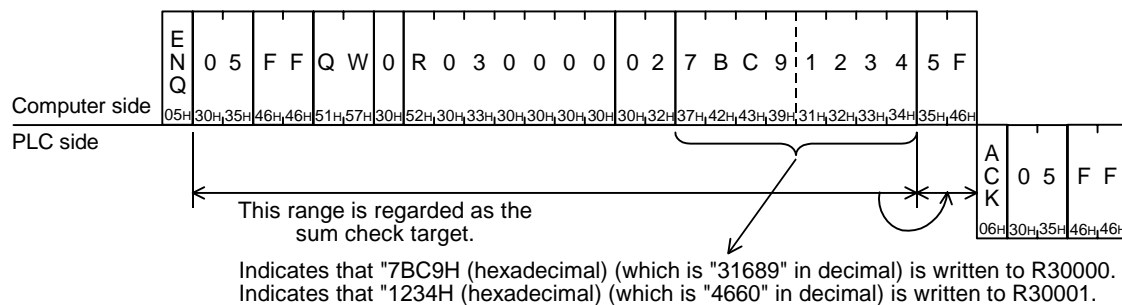 E N Q 0 5 F F Q W 0 R 0 3 0 0 0 0 0 2 7 B C 9 1 2 3 4 5 F
Computer side 05H 30H 35H 46H 46H 51H 57H 30H 52H 30H 33H 30H 30H 30H 30H 30H 32H 37H 42H 43H 39H 31H 32H 33H 34H 35H 46H
PLC side
A C K 0 5 F F
06H 30H 35H 46H 46H
This range is regarded as the
sum check target.
Indicates that "7BC9H (hexadecimal) (which is "31689" in decimal) is written to R30000.
Indicates that "1234H (hexadecimal) (which is "4660" in decimal) is written to R30001.